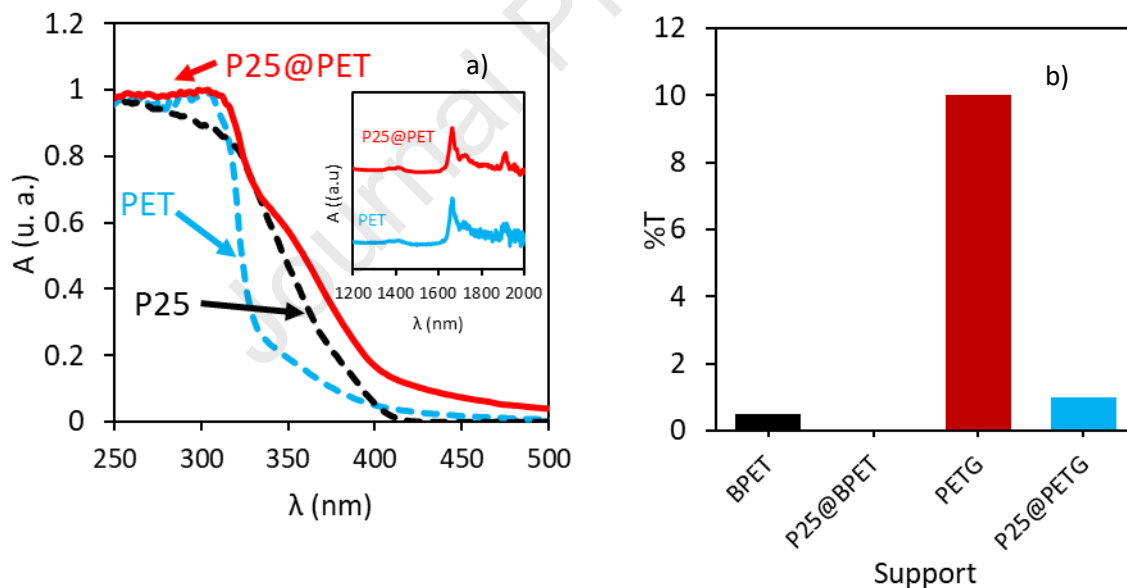 Journal P
a)
1.2
1
0.8
0.6
0.4
0.2
0
A (u. a.)
P25@PET
PET
P25
250 300 350 400 450 500
λ (nm)
P25@PET
PET
A ((a.u)
1200 1400 1600 1800 2000
λ (nm)
b)
12
10
8
6
4
2
0
%T
BPET
P25@BPET
PETG
P25@PETG
Support